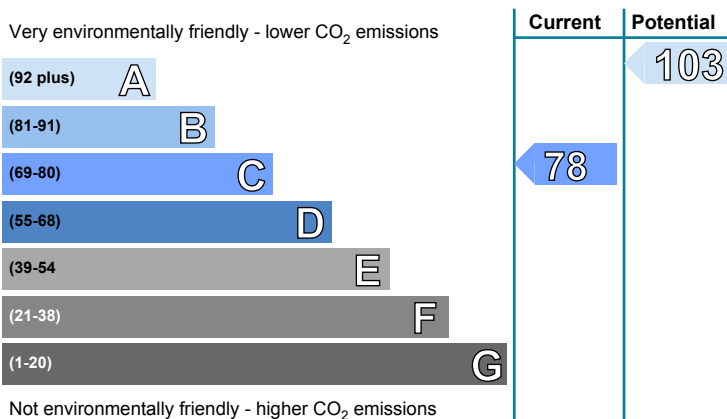 Current Potential
Very environmentally friendly - lower CO2 emissions
103
(92 plus) A
(81-91) B
(69-80) C
78
(55-68) D
(39-54 E
(21-38) F
(1-20) G
Not environmentally friendly - higher CO2 emissions